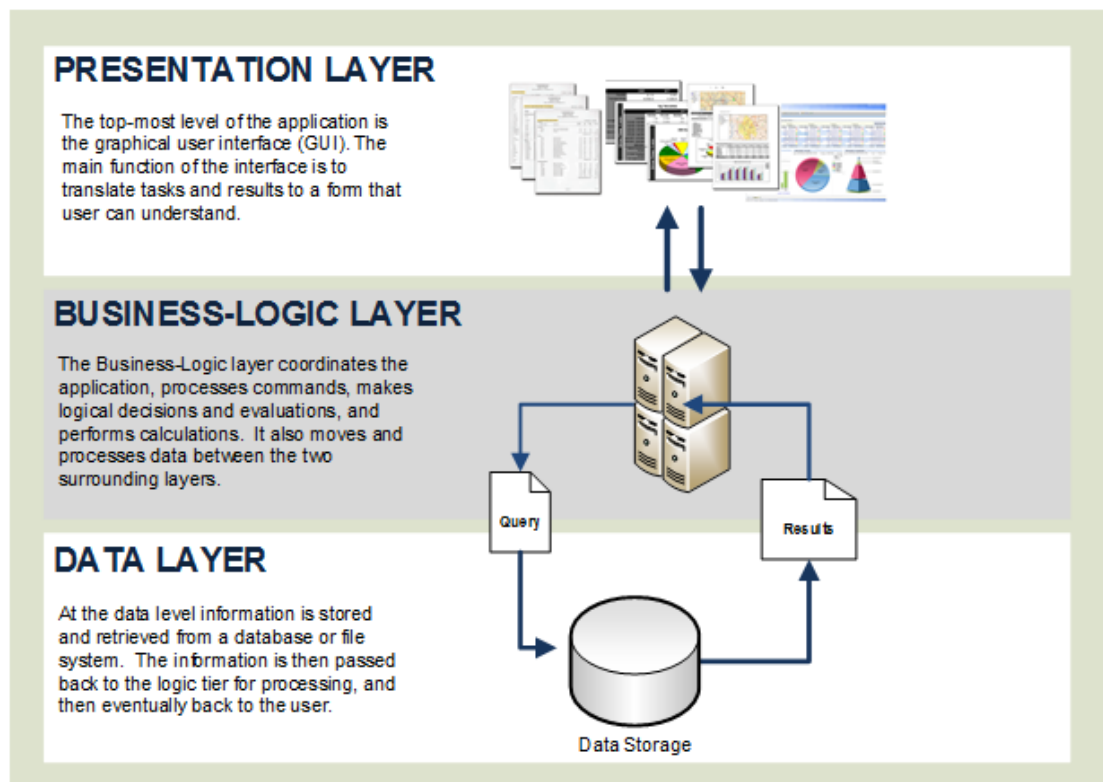 PRESENTATION LAYER
The top-most level of the application is
the graphical user interface (GUI). The
main function of the interface is to
translate tasks and results to a form that
user can understand.
BUSINESS-LOGIC LAYER
The Business-Logic layer coordinates the
application, processes commands, makes
logical decisions and evaluations, and
performs calculations. It also moves and
processes data between the two
surrounding layers.
Query
Results
DATA LAYER
At the data level information is stored
and retrieved from a database or file
system. The information is then passed
back to the logic tier for processing, and
then eventually back to the user.
Data Storage